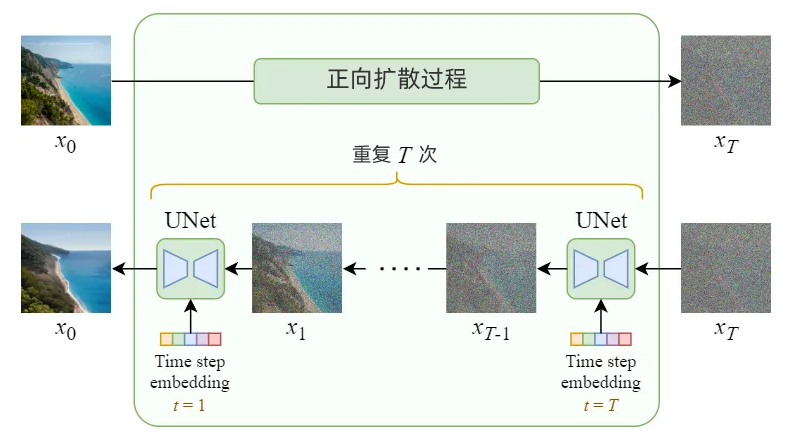 正向扩散过程
x_0
x_T
重复 T 次
UNet
UNet
x_0
x_1
....
x_{T-1}
x_T
Time step
embedding
t = 1
Time step
embedding
t = T